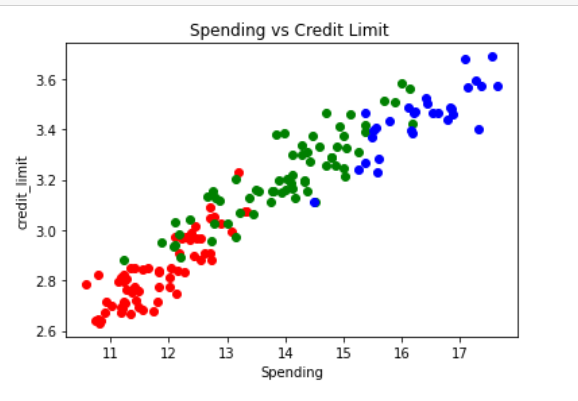 Spending vs Credit Limit
3.6
3.4
3.2
3.0
2.8
2.6
credit_limit
11 12 13 14 15 16 17
Spending